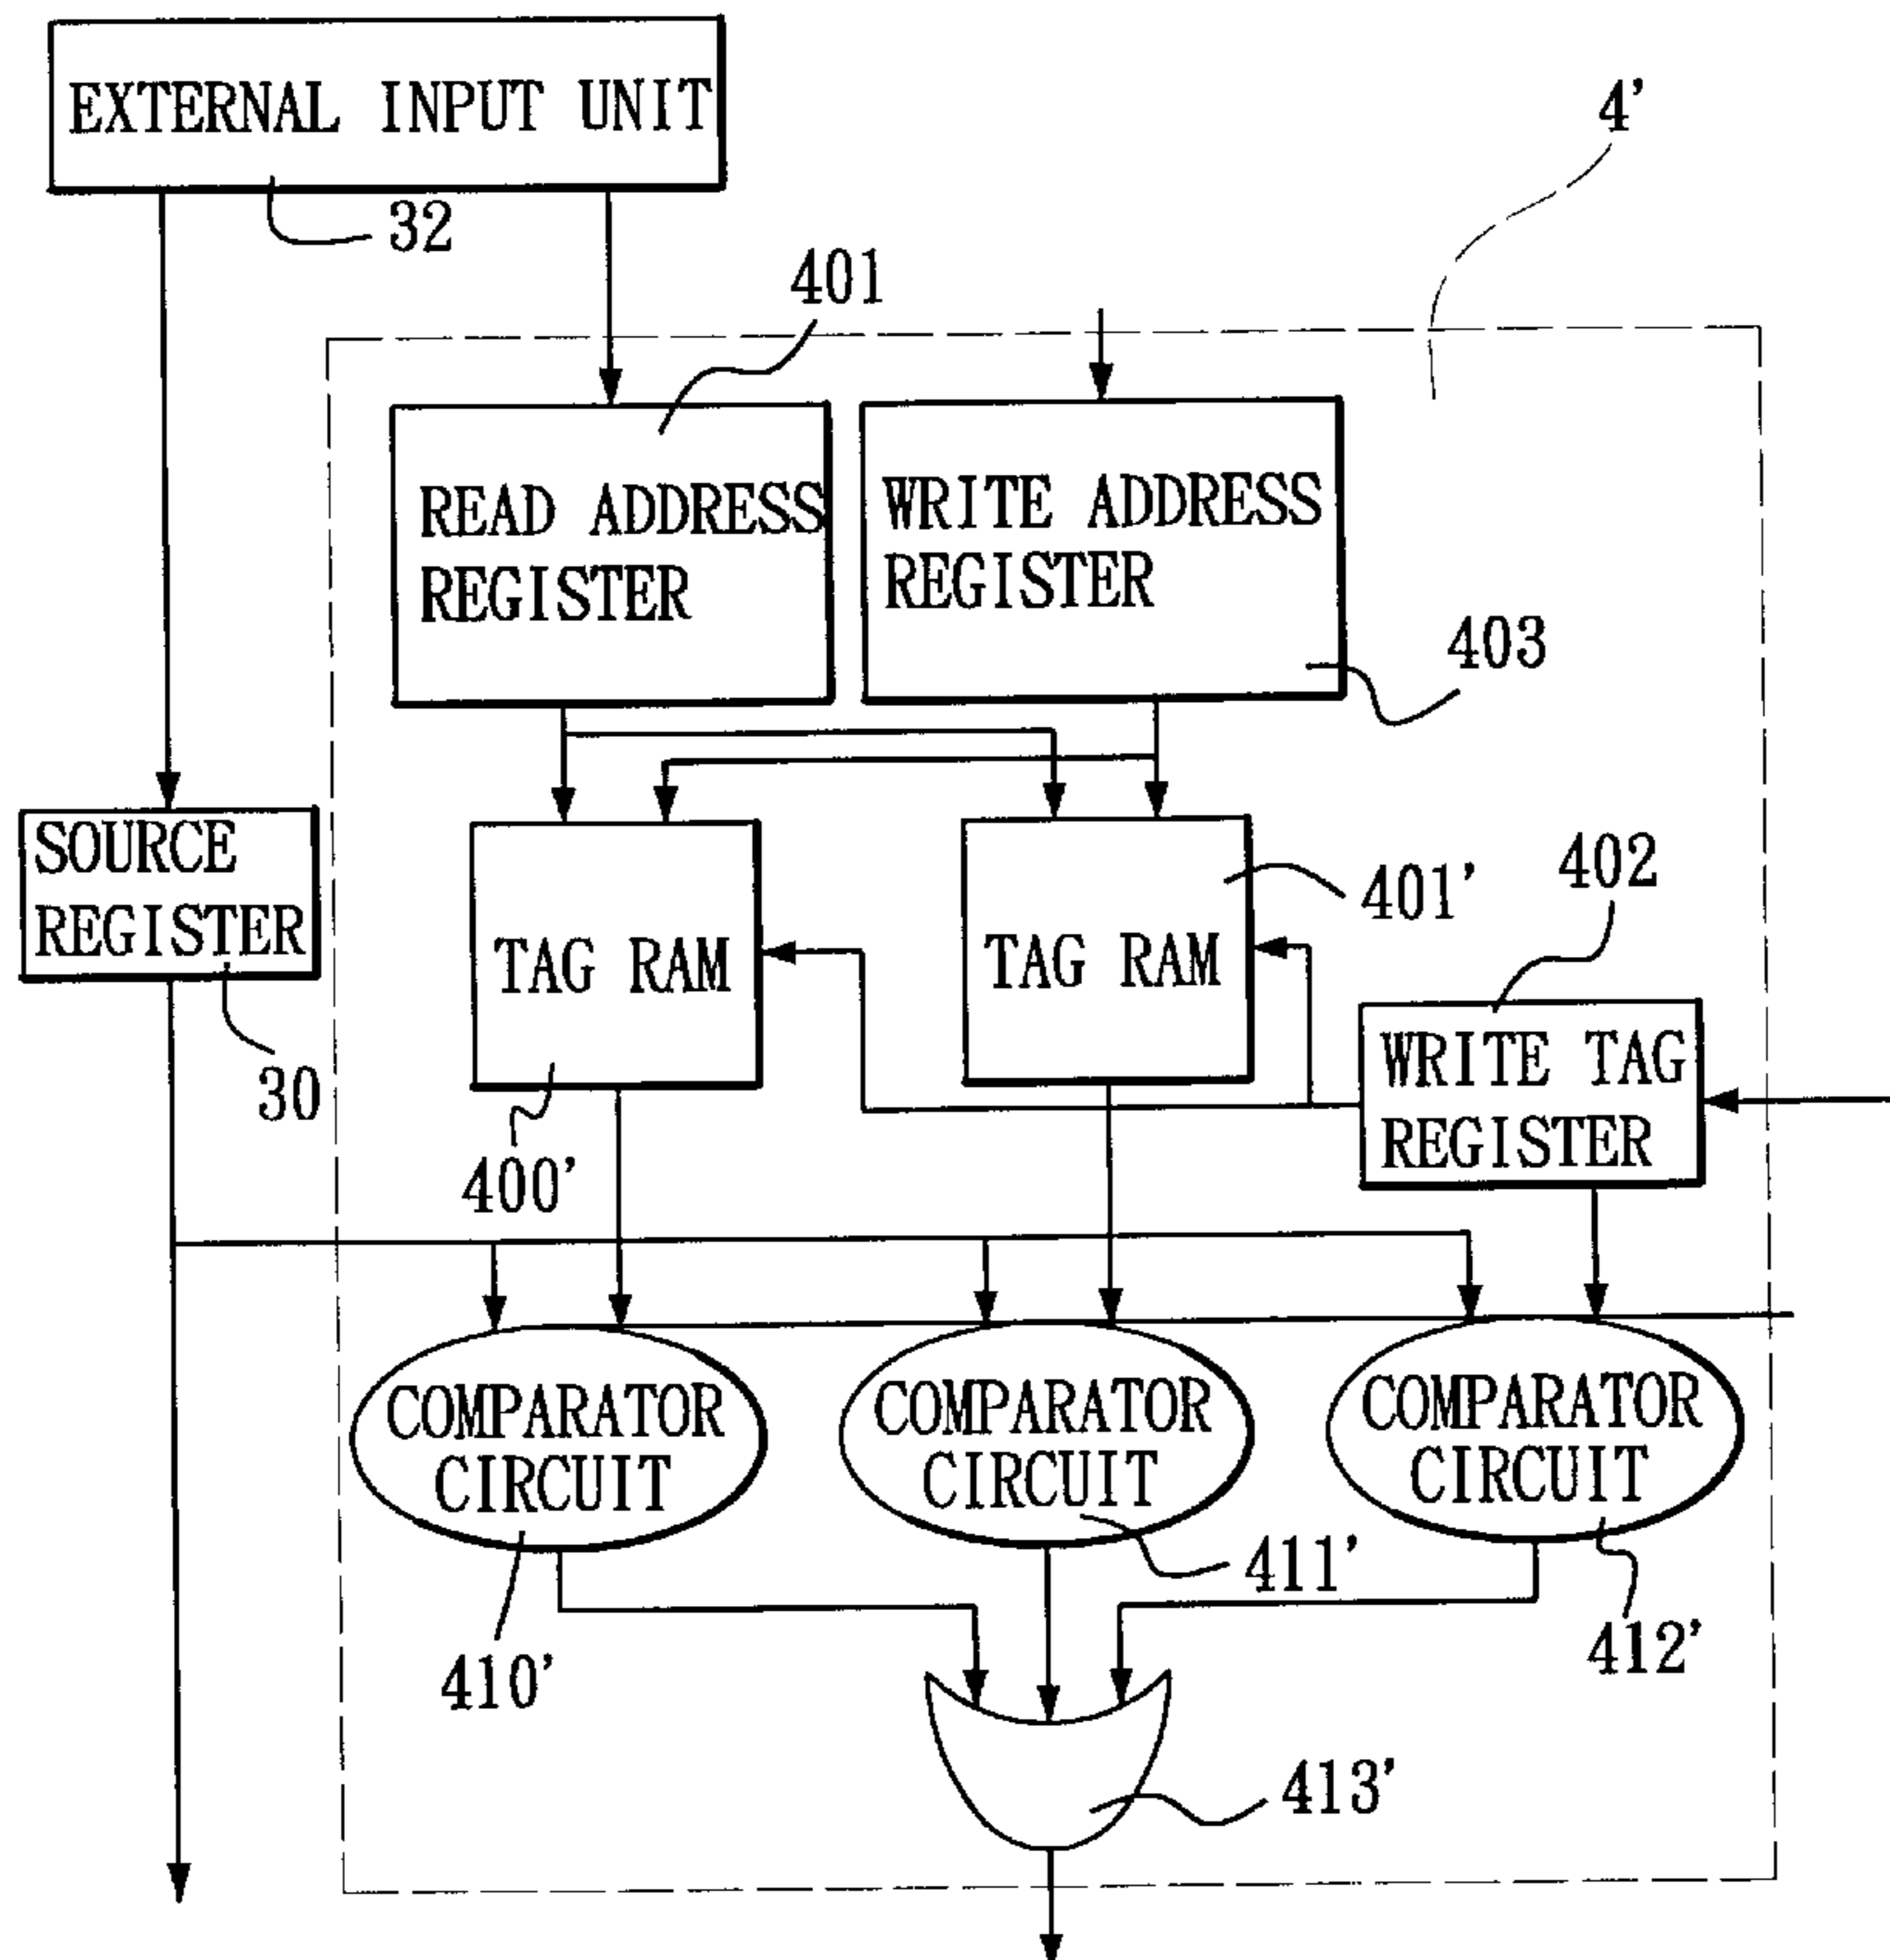 EXTERNAL INPUT UNIT
4'
32
401
READ ADDRESS
REGISTER
WRITE ADDRESS
REGISTER
403
SOURCE
REGISTER
30
TAG RAM
400'
TAG RAM
401'
402
WRITE TAG
REGISTER
COMPARATOR
CIRCUIT
410'
COMPARATOR
CIRCUIT
411'
COMPARATOR
CIRCUIT
412'
413'